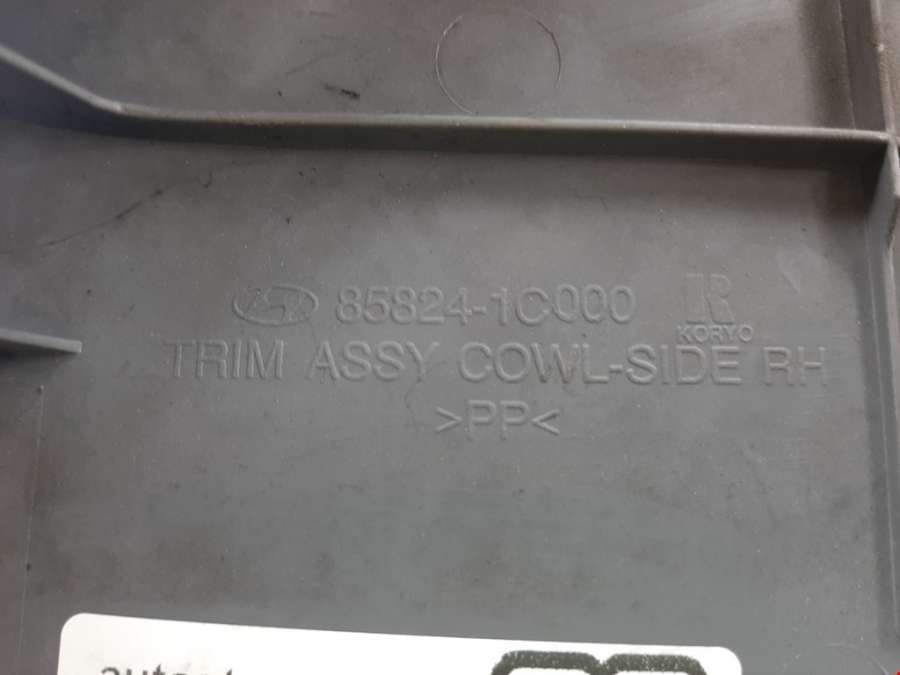 85824-1C000
KORYO
TRIM ASSY COWL-SIDE RH
>PP<